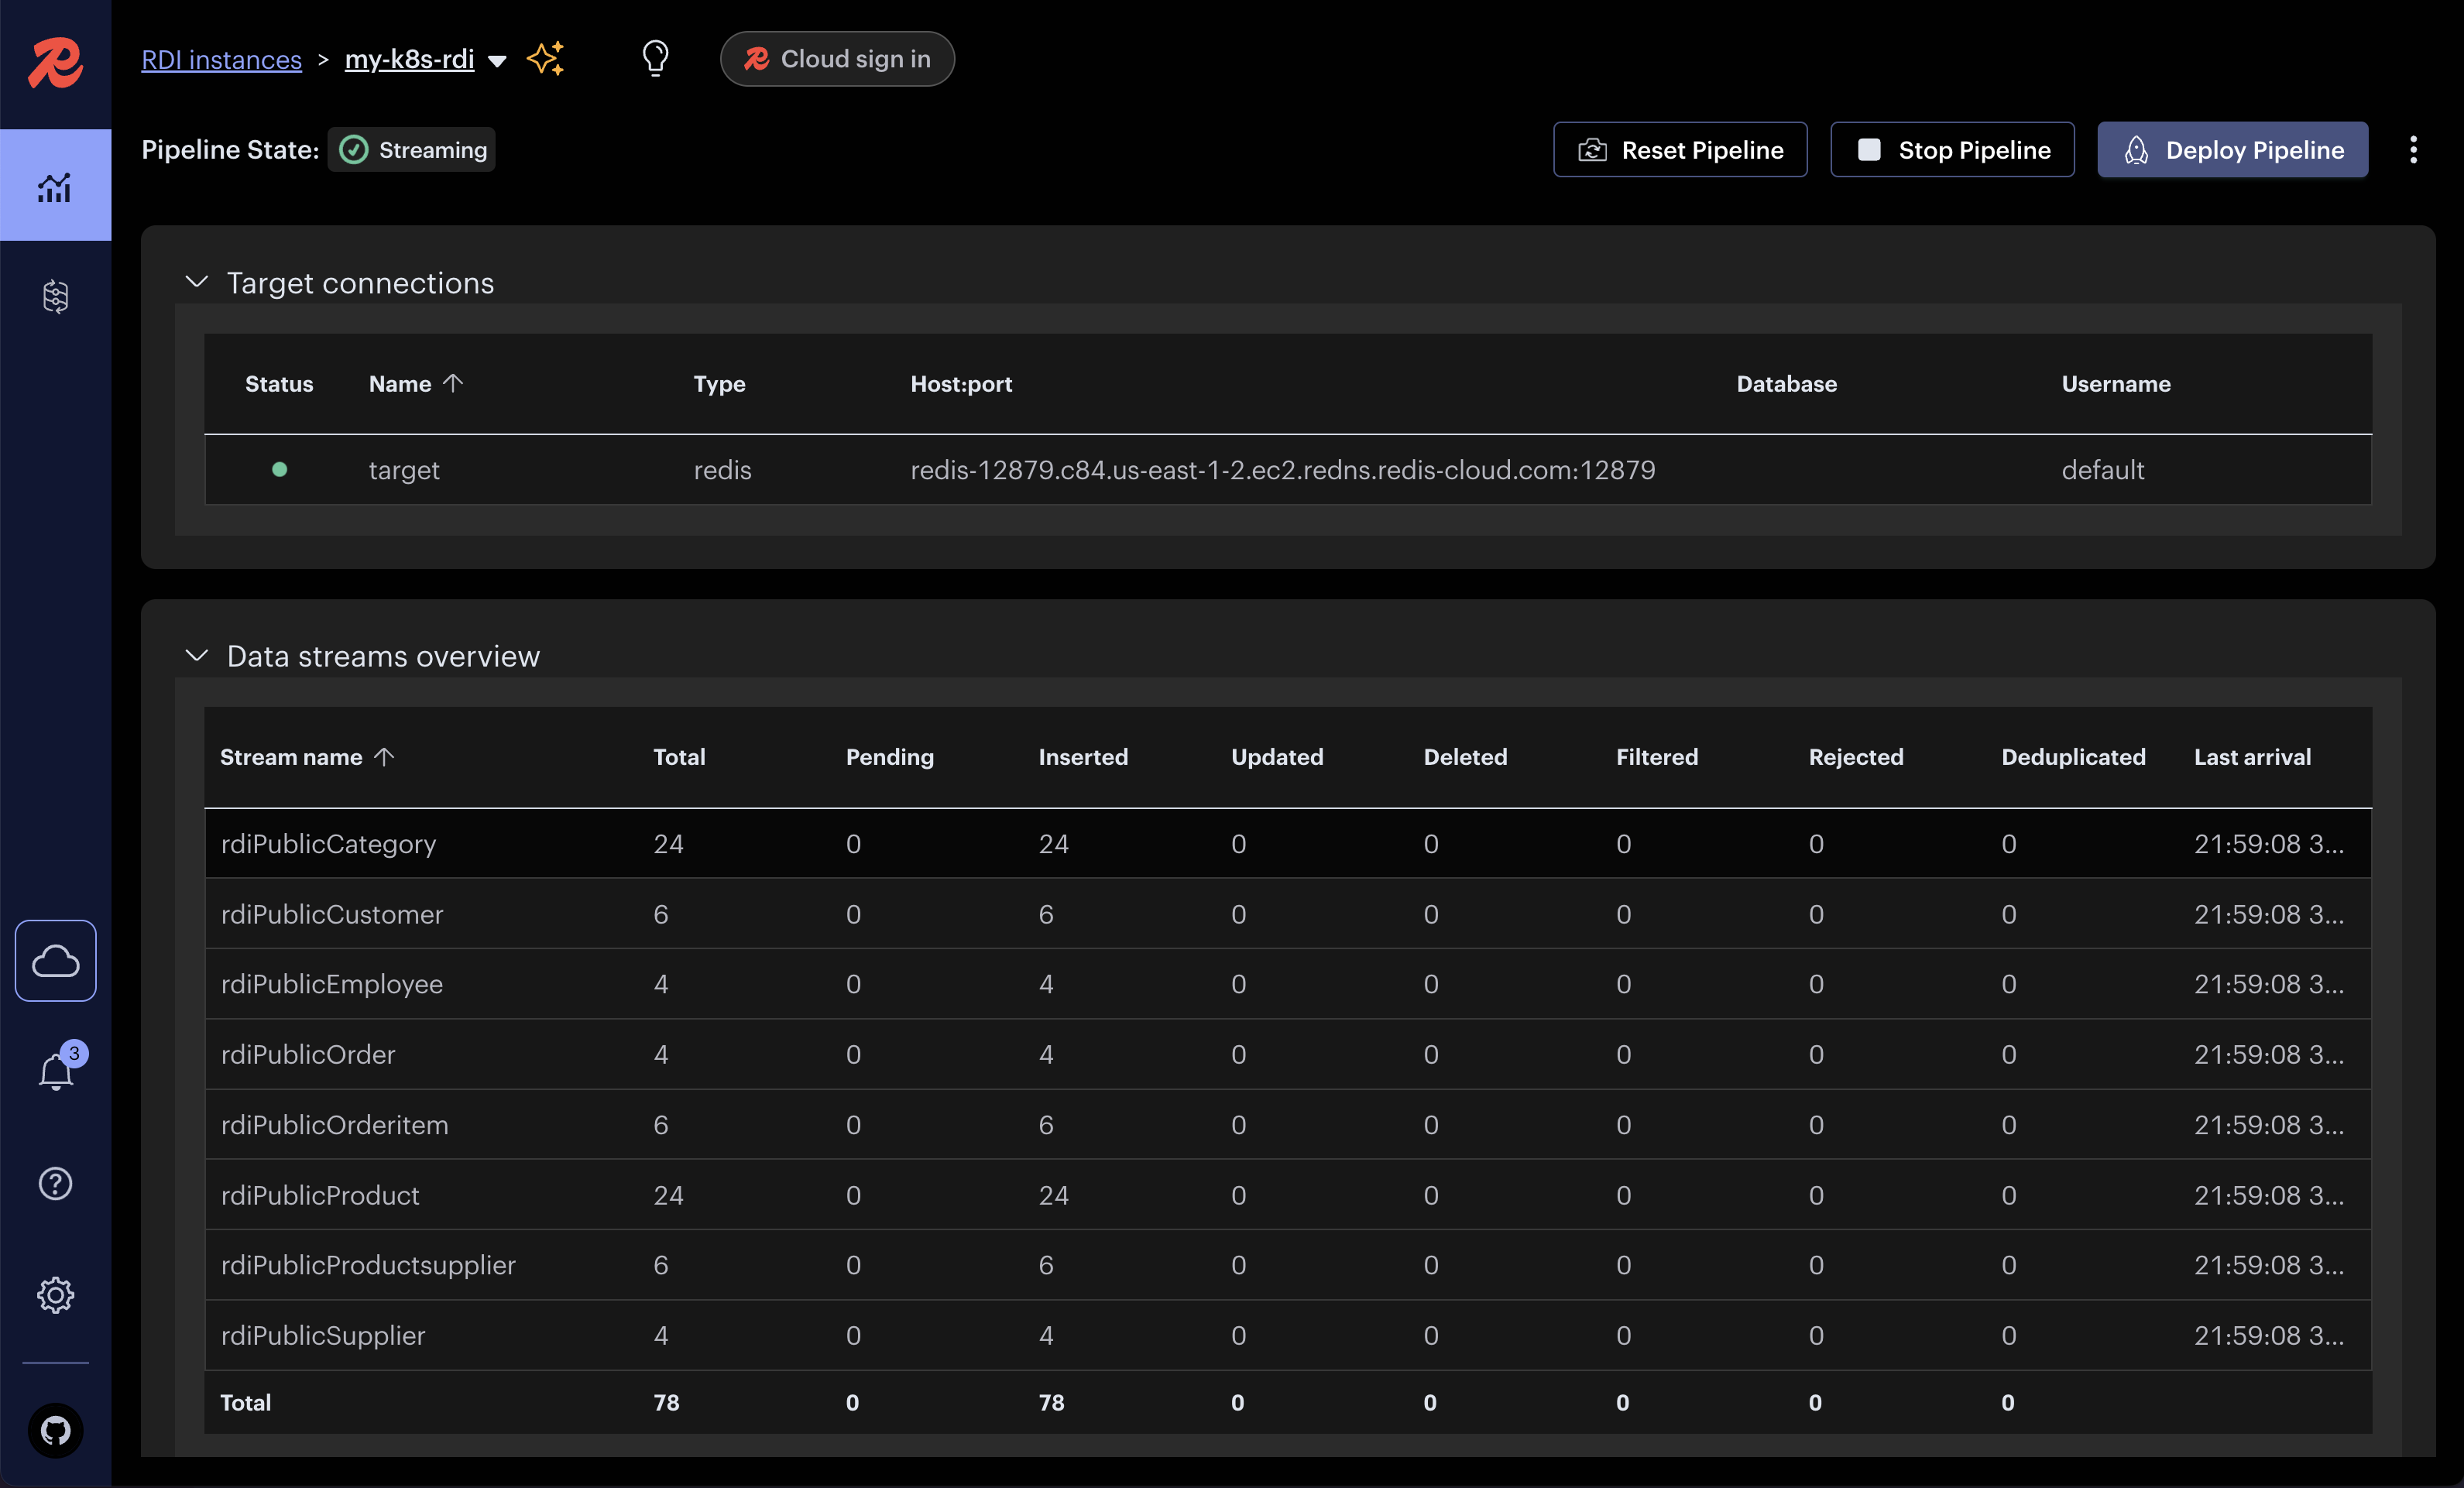 RDI instances > my-k8s-rdi Cloud sign in
Pipeline State: Streaming Reset Pipeline Stop Pipeline Deploy Pipeline
Target connections
Status Name Type Host:port Database Username
target redis redis-12879.c84.us-east-1-2.ec2.redns.redis-cloud.com:12879 default
Data streams overview
Stream name Total Pending Inserted Updated Deleted Filtered Rejected Deduplicated Last arrival
rdiPublicCategory 24 0 24 0 0 0 0 0 21:59:08 3...
rdiPublicCustomer 6 0 6 0 0 0 0 0 21:59:08 3...
rdiPublicEmployee 4 0 4 0 0 0 0 0 21:59:08 3...
rdiPublicOrder 4 0 4 0 0 0 0 0 21:59:08 3...
rdiPublicOrderitem 6 0 6 0 0 0 0 0 21:59:08 3...
rdiPublicProduct 24 0 24 0 0 0 0 0 21:59:08 3...
rdiPublicProductsupplier 6 0 6 0 0 0 0 0 21:59:08 3...
rdiPublicSupplier 4 0 4 0 0 0 0 0 21:59:08 3...
Total 78 0 78 0 0 0 0 0
3